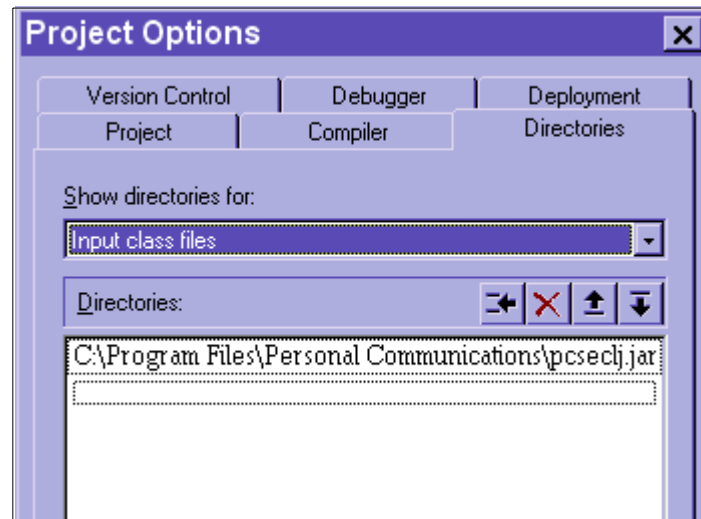 Project Options
Version Control Debugger Deployment
Project Compiler Directories
Show directories for:
Input class files
Directories:
C:\Program Files\Personal Communications\pcseclj.jar